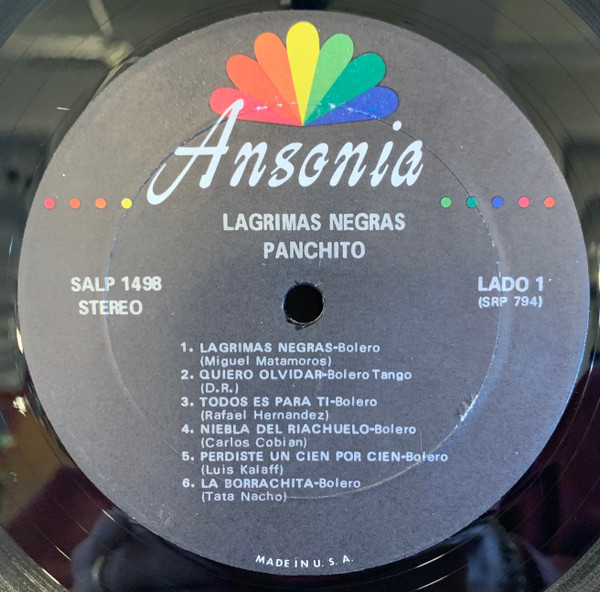 Ansonia
LAGRIMAS NEGRAS
PANCHITO
SALP 1498
STEREO
LADO 1
(SRP 794)
1. LAGRIMAS NEGRAS-Bolero
(Miguel Matamoros)
2. QUIERO OLVIDAR-Bolero Tango
(D.R.)
3. TODOS ES PARA TI-Bolero
(Rafael Hernandez)
4. NIEBLA DEL RIACHUELO-Bolero
(Carlos Cobian)
5. PERDISTE UN CIEN POR CIEN-Bolero
(Luis Kalaff)
6. LA BORRACHITA-Bolero
(Tata Nacho)
MADE IN U. S. A.